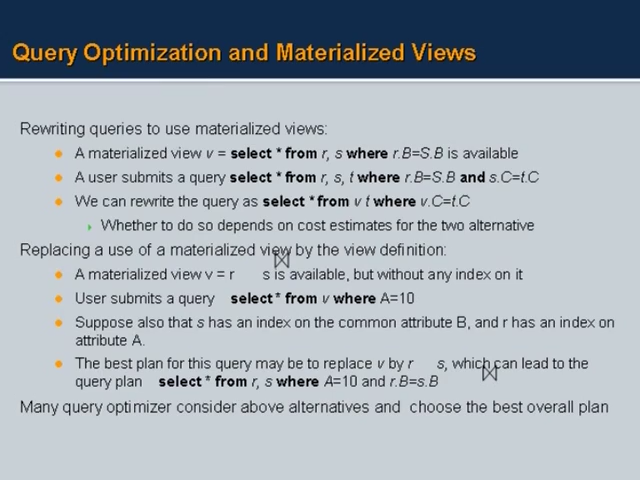 Query Optimization and Materialized Views
Rewriting queries to use materialized views:
A materialized view v = select * from r, s where r.B=S.B is available
A user submits a query select * from r, s, t where r.B=S.B and s.C=t.C
We can rewrite the query as select * from v t where v.C=t.C
Whether to do so depends on cost estimates for the two alternative
Replacing a use of a materialized view by the view definition:
A materialized view v = r ⋈ s is available, but without any index on it
User submits a query select * from v where A=10
Suppose also that s has an index on the common attribute B, and r has an index on
attribute A.
The best plan for this query may be to replace v by r ⋈ s, which can lead to the
query plan select * from r, s where A=10 and r.B=s.B
Many query optimizer consider above alternatives and choose the best overall plan